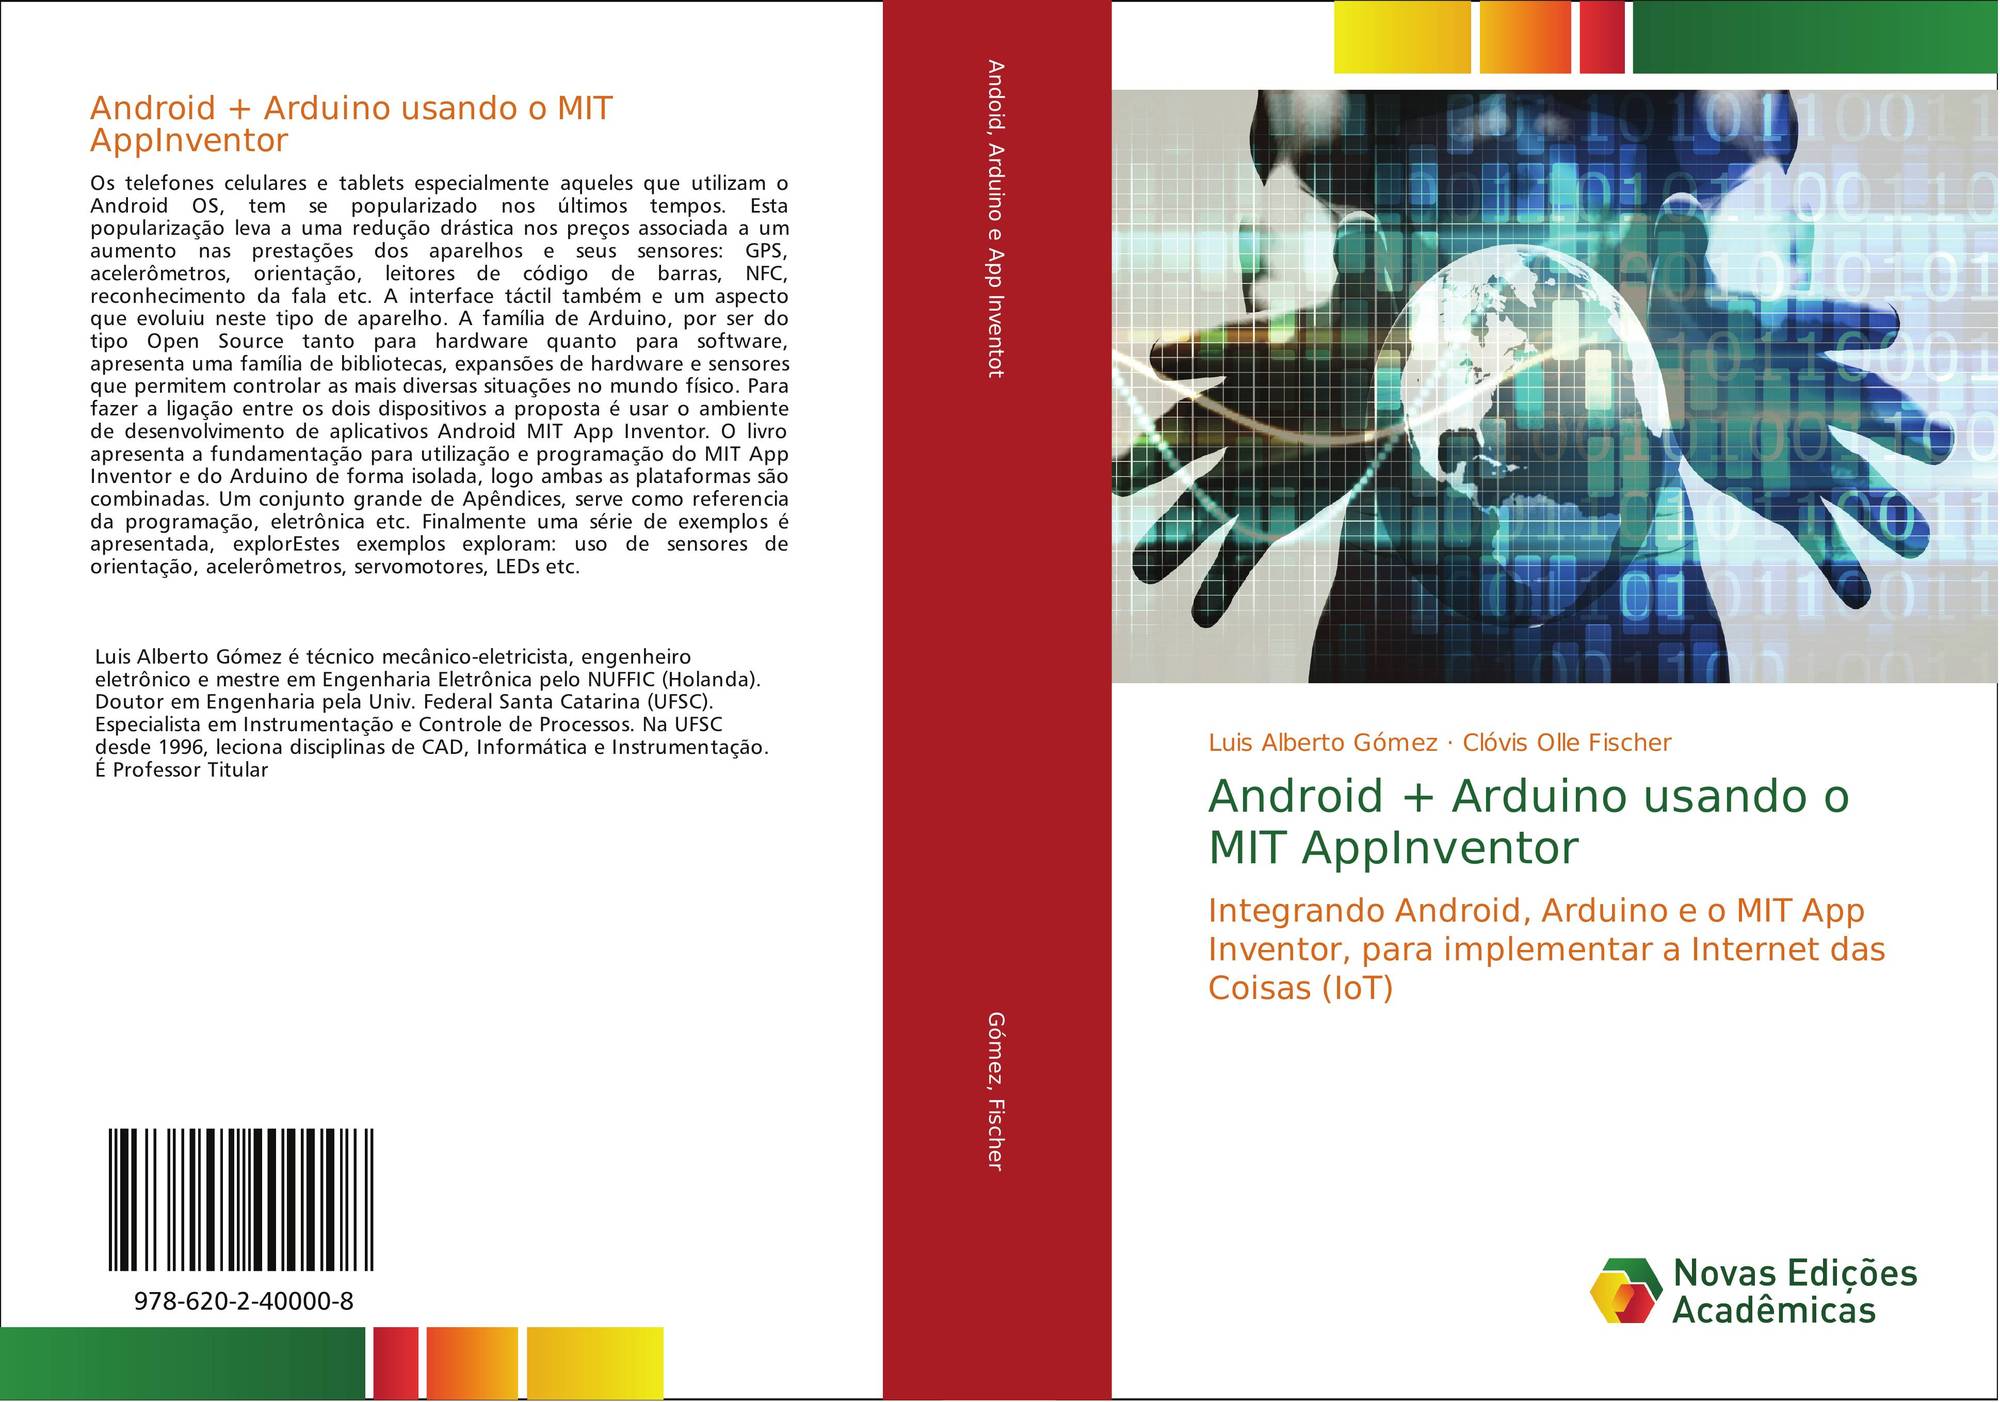 Android + Arduino usando o MIT
AppInventor
Os telefones celulares e tablets especialmente aqueles que utilizam o
Android OS, tem se popularizado nos últimos tempos. Esta
popularização leva a uma redução drástica nos preços associada a um
aumento nas prestações dos aparelhos e seus sensores: GPS,
acelerômetros, orientação, leitores de código de barras, NFC,
reconhecimento da fala etc. A interface táctil também e um aspecto
que evoluiu neste tipo de aparelho. A família de Arduino, por ser do
tipo Open Source tanto para hardware quanto para software,
apresenta uma família de bibliotecas, expansões de hardware e sensores
que permitem controlar as mais diversas situações no mundo físico. Para
fazer a ligação entre os dois dispositivos a proposta é usar o ambiente
de desenvolvimento de aplicativos Android MIT App Inventor. O livro
apresenta a fundamentação para utilização e programação do MIT App
Inventor e do Arduino de forma isolada, logo ambas as plataformas são
combinadas. Um conjunto grande de Apêndices, serve como referencia
da programação, eletrônica etc. Finalmente uma série de exemplos é
apresentada, explorEstes exemplos exploram: uso de sensores de
orientação, acelerômetros, servomotores, LEDs etc.
Luis Alberto Gómez é técnico mecânico-eletricista, engenheiro
eletrônico e mestre em Engenharia Eletrônica pelo NUFFIC (Holanda).
Doutor em Engenharia pela Univ. Federal Santa Catarina (UFSC).
Especialista em Instrumentação e Controle de Processos. Na UFSC
desde 1996, leciona disciplinas de CAD, Informática e Instrumentação.
É Professor Titular
978-620-2-40000-8
Andoid, Arduino e App Inventot
Gómez, Fischer
Luis Alberto Gómez · Clóvis Olle Fischer
Android + Arduino usando o
MIT AppInventor
Integrando Android, Arduino e o MIT App
Inventor, para implementar a Internet das
Coisas (IoT)
Novas Edições
Acadêmicas